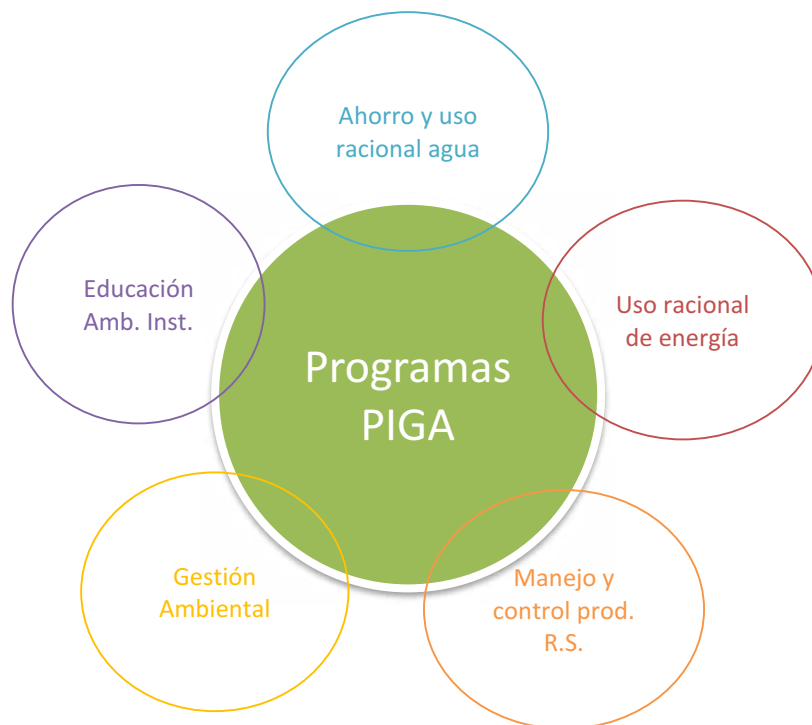 Ahorro y uso
racional agua
Educación
Amb. Inst.
Uso racional
de energía
Programas
PIGA
Gestión
Ambiental
Manejo y
control prod.
R.S.